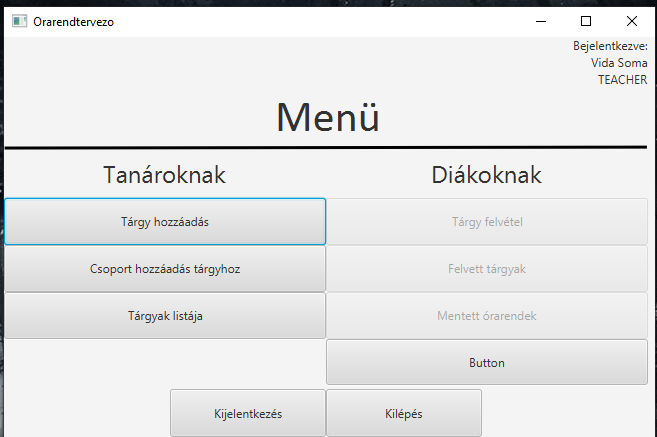 Orarendtervezo
Bejelentkezve:
Vida Soma
TEACHER
Menü
Tanároknak
Diákoknak
Tárgy hozzáadás
Tárgy felvétel
Csoport hozzáadás tárgyhoz
Felvett tárgyak
Tárgyak listája
Mentett órarendek
Button
Kijelentkezés
Kilépés